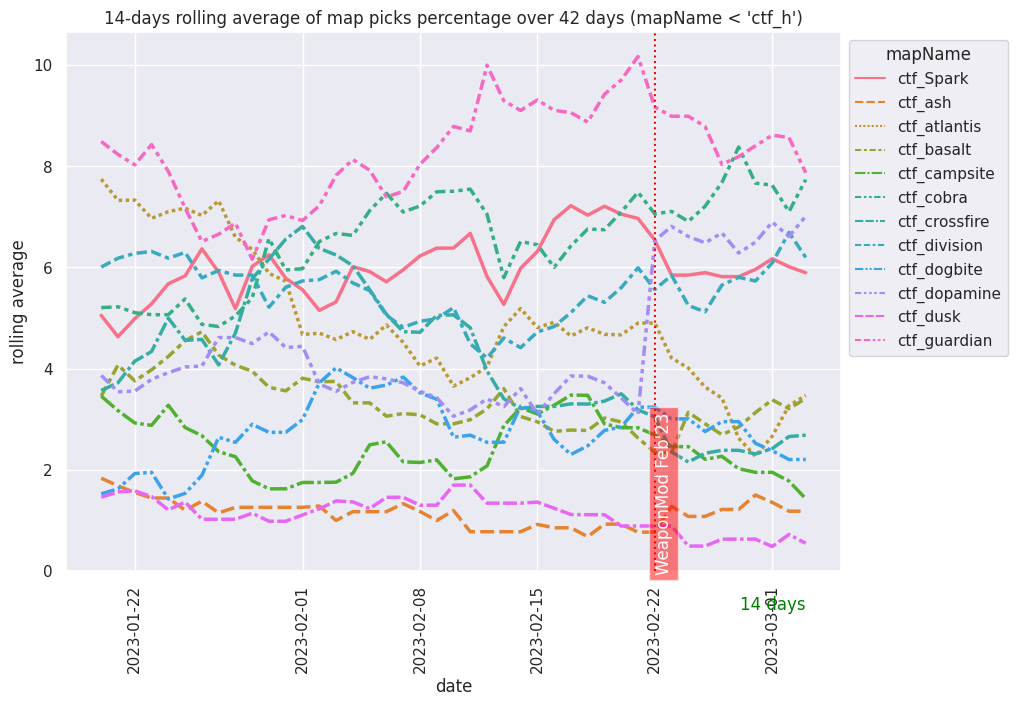 14-days rolling average of map picks percentage over 42 days (mapName < 'ctf_h')
mapName
ctf_Spark
ctf_ash
ctf_atlantis
ctf_basalt
ctf_campsite
ctf_cobra
ctf_crossfire
ctf_division
ctf_dogbite
ctf_dopamine
ctf_dusk
ctf_guardian
rolling average
10
8
6
4
2
0
WeaponMod Feb'23
14 days
2023-01-22
2023-02-01
2023-02-08
2023-02-15
2023-02-22
2023-03-01
date